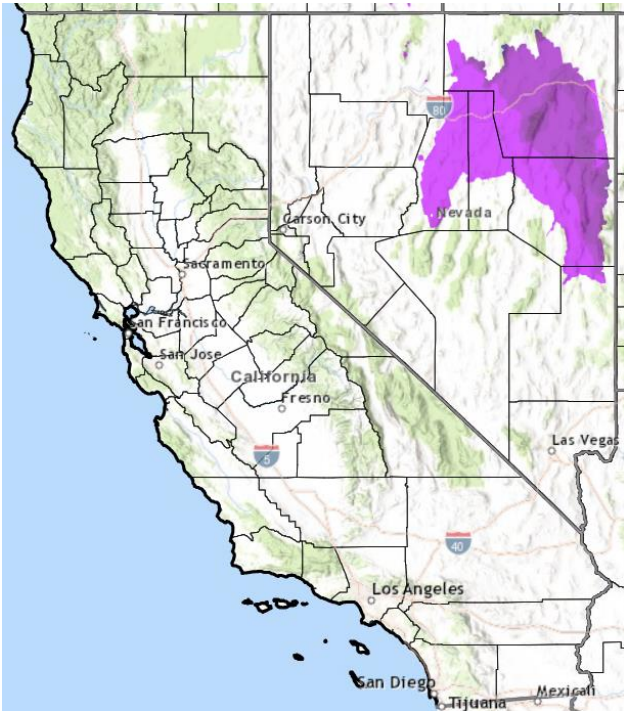 80
Nevada
Carson City
Sacramento
San Francisco
San Jose
California
Fresno
Las Vegas
5
40
Los Angeles
San Diego
Mexicali
Tijuana